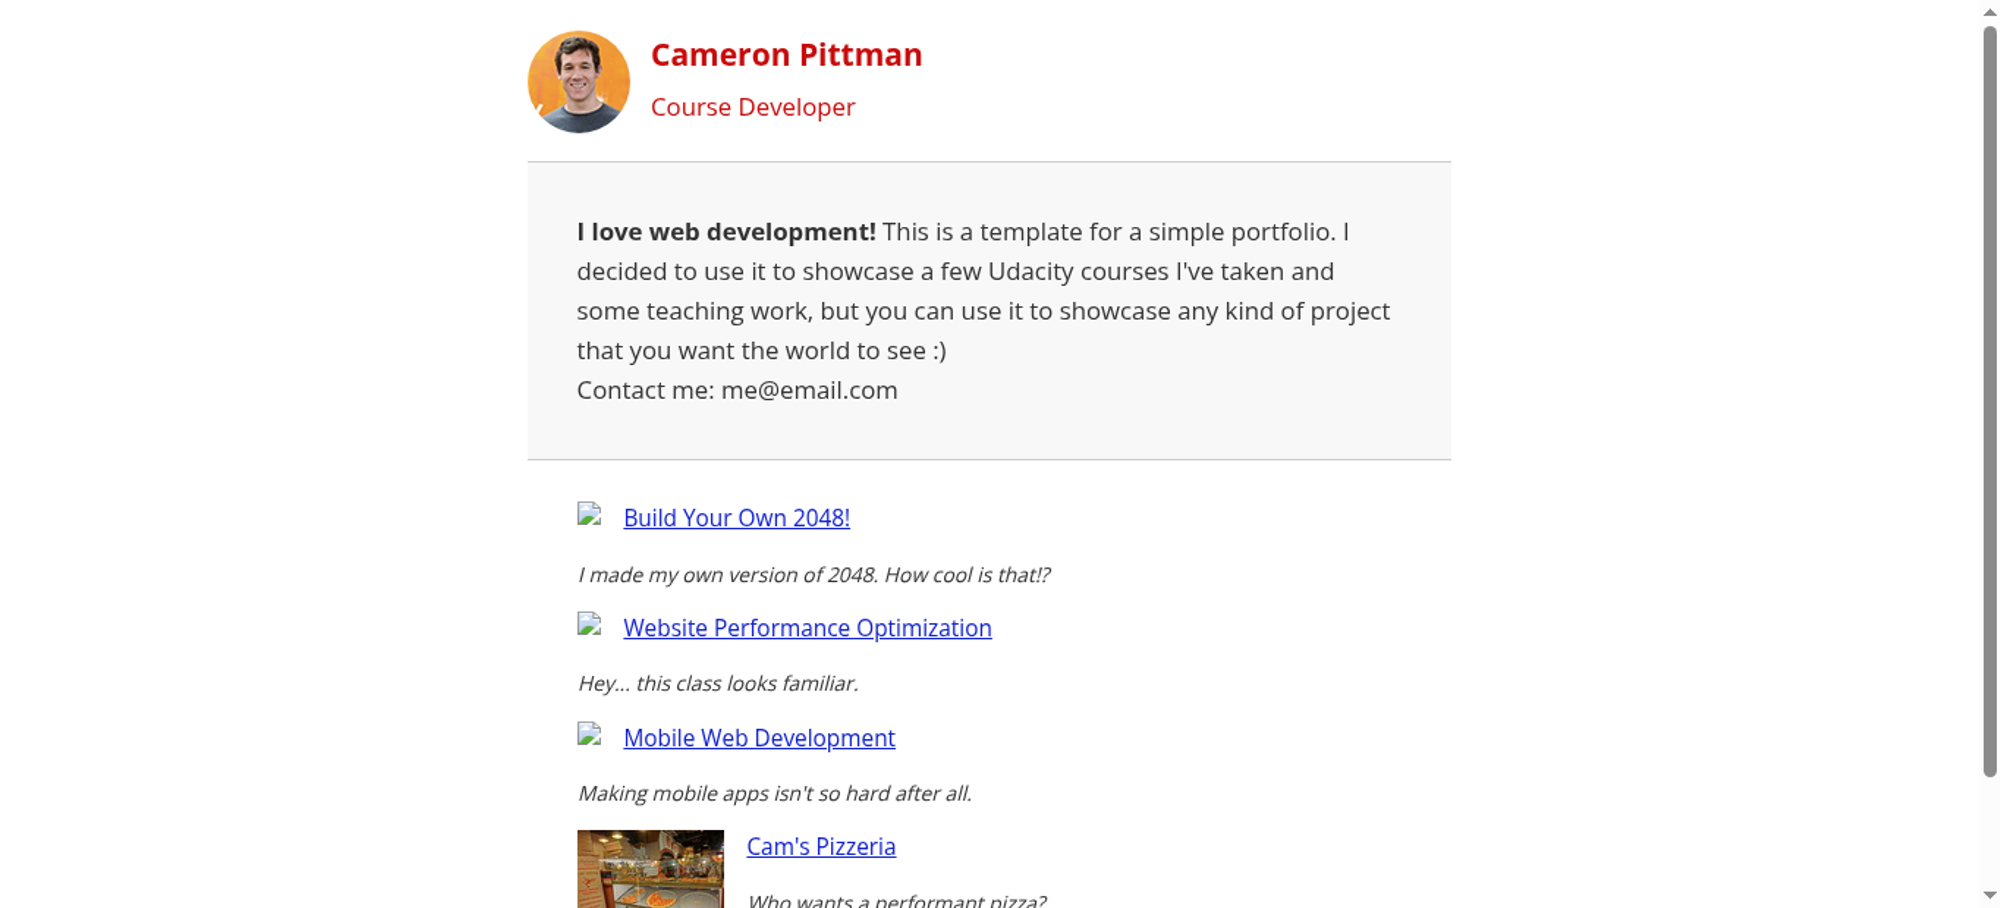 Cameron Pittman
Course Developer
I love web development! This is a template for a simple portfolio. I
decided to use it to showcase a few Udacity courses I've taken and
some teaching work, but you can use it to showcase any kind of project
that you want the world to see :)
Contact me: me@email.com
Build Your Own 2048!
I made my own version of 2048. How cool is that!?
Website Performance Optimization
Hey... this class looks familiar.
Mobile Web Development
Making mobile apps isn't so hard after all.
Cam's Pizzeria
Who wants a performant pizza?